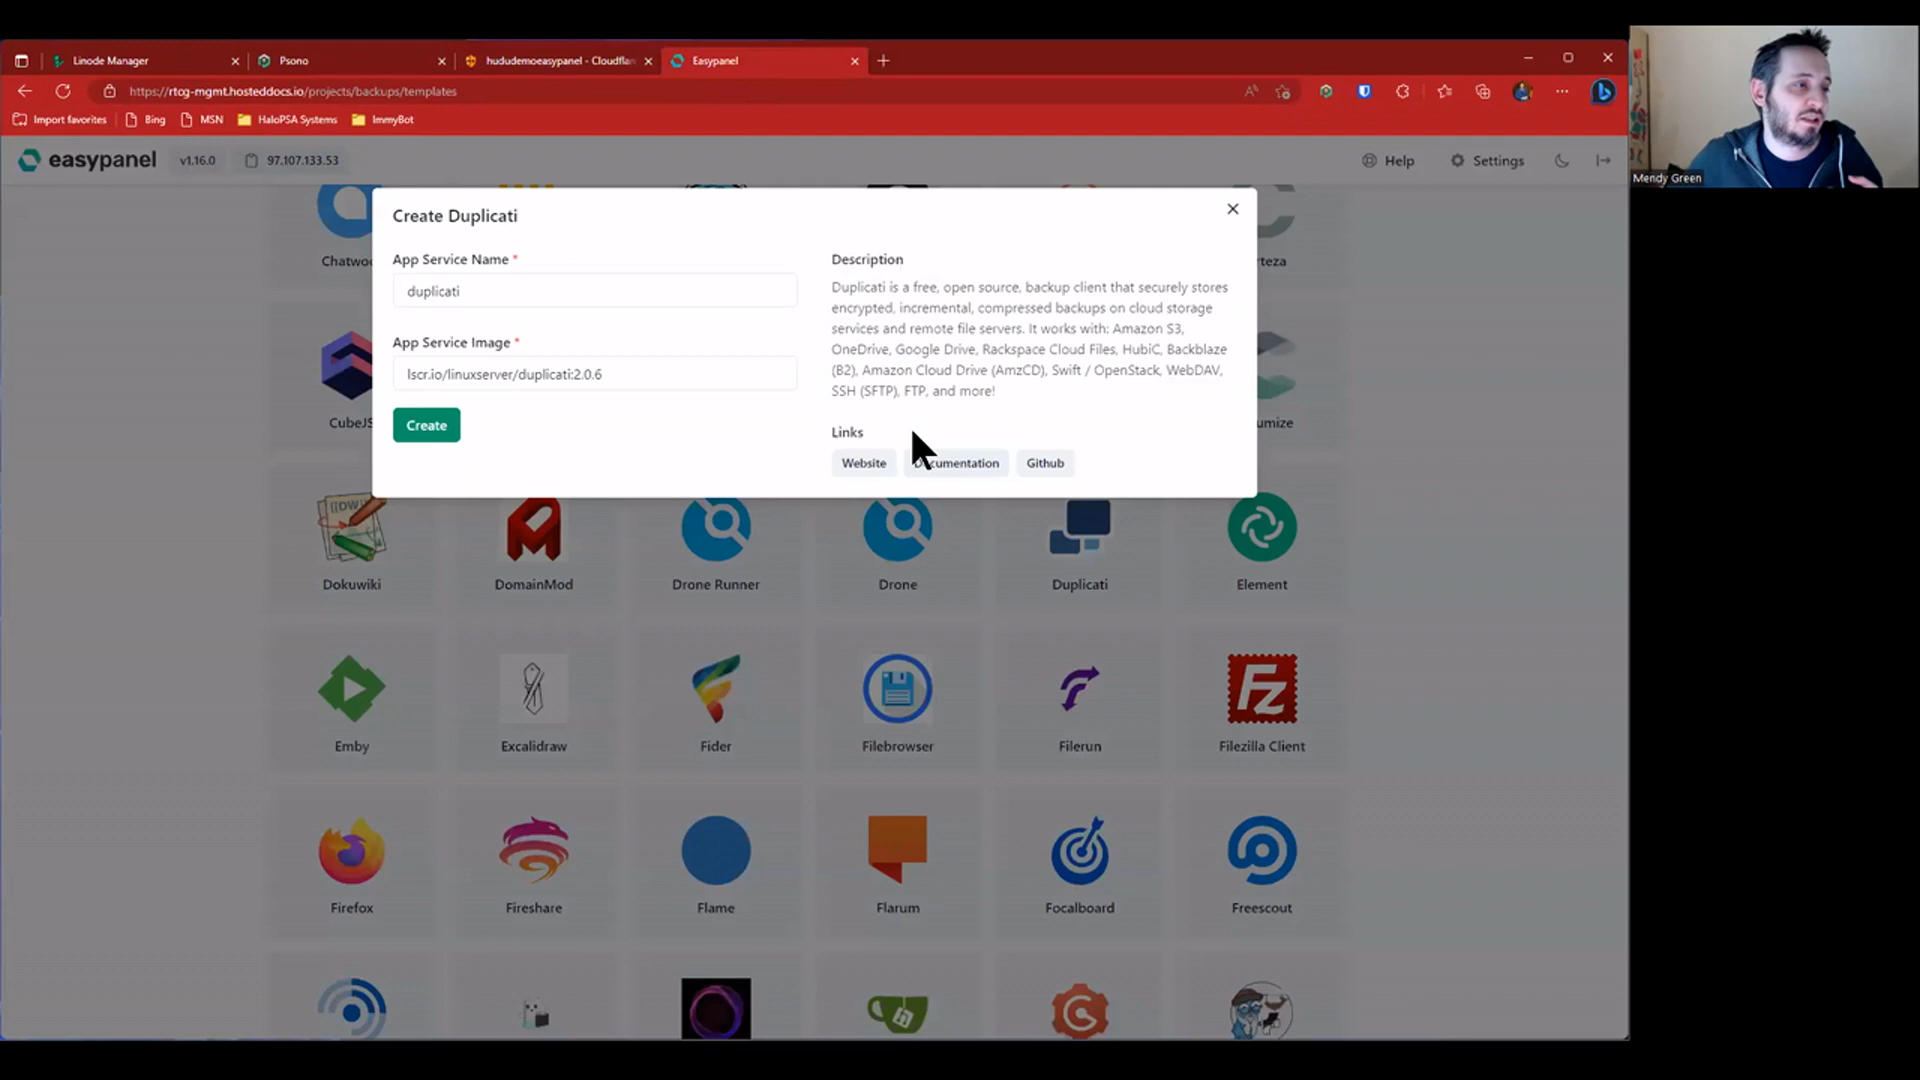 Linode Manager
Psono
hududemoeasypanel - Cloudflar
Easypanel
https://rtcg-mgmt.hosteddocs.io/projects/backups/templates
Import favorites
Bing
MSN
HaloPSA Systems
ImmyBot
easypanel
v1.16.0
97.107.133.53
Help
Settings
Mendy Green
Create Duplicati
App Service Name *
duplicati
App Service Image *
lscr.io/linuxserver/duplicati:2.0.6
Create
Description
Duplicati is a free, open source, backup client that securely stores
encrypted, incremental, compressed backups on cloud storage
services and remote file servers. It works with: Amazon S3,
OneDrive, Google Drive, Rackspace Cloud Files, HubiC, Backblaze
(B2), Amazon Cloud Drive (AmzCD), Swift / OpenStack, WebDAV,
SSH (SFTP), FTP, and more!
Links
Website
cumentation
Github
Chatwoo
teza
CubeJS
umize
Dokuwiki
DomainMod
Drone Runner
Drone
Duplicati
Element
Emby
Excalidraw
Fider
Filebrowser
Filerun
Filezilla Client
Fz
Firefox
Fireshare
Flame
Flarum
Focalboard
Freescout